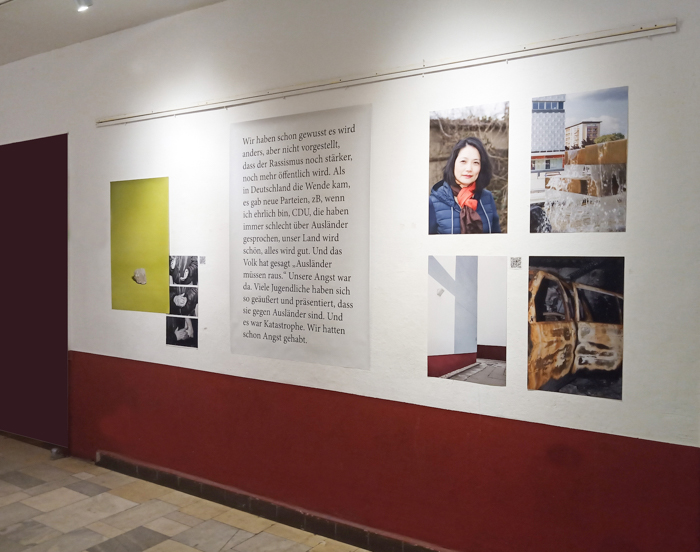 Wir haben schon gewusst es wird
anders, aber nicht vorgestellt,
dass der Rassismus noch stärker,
noch mehr öffentlich wird. Als
in Deutschland die Wende kam,
es gab neue Parteien, zB, wenn
ich ehrlich bin, CDU, die haben
immer schlecht über Ausländer
gesprochen, unser Land wird
schön, alles wird gut. Und das
Volk hat gesagt „Ausländer
müssen raus.“ Unsere Angst war
da. Viele Jugendliche haben sich
so geäußert und präsentiert, dass
sie gegen Ausländer sind. Und
es war Katastrophe. Wir hatten
schon Angst gehabt.